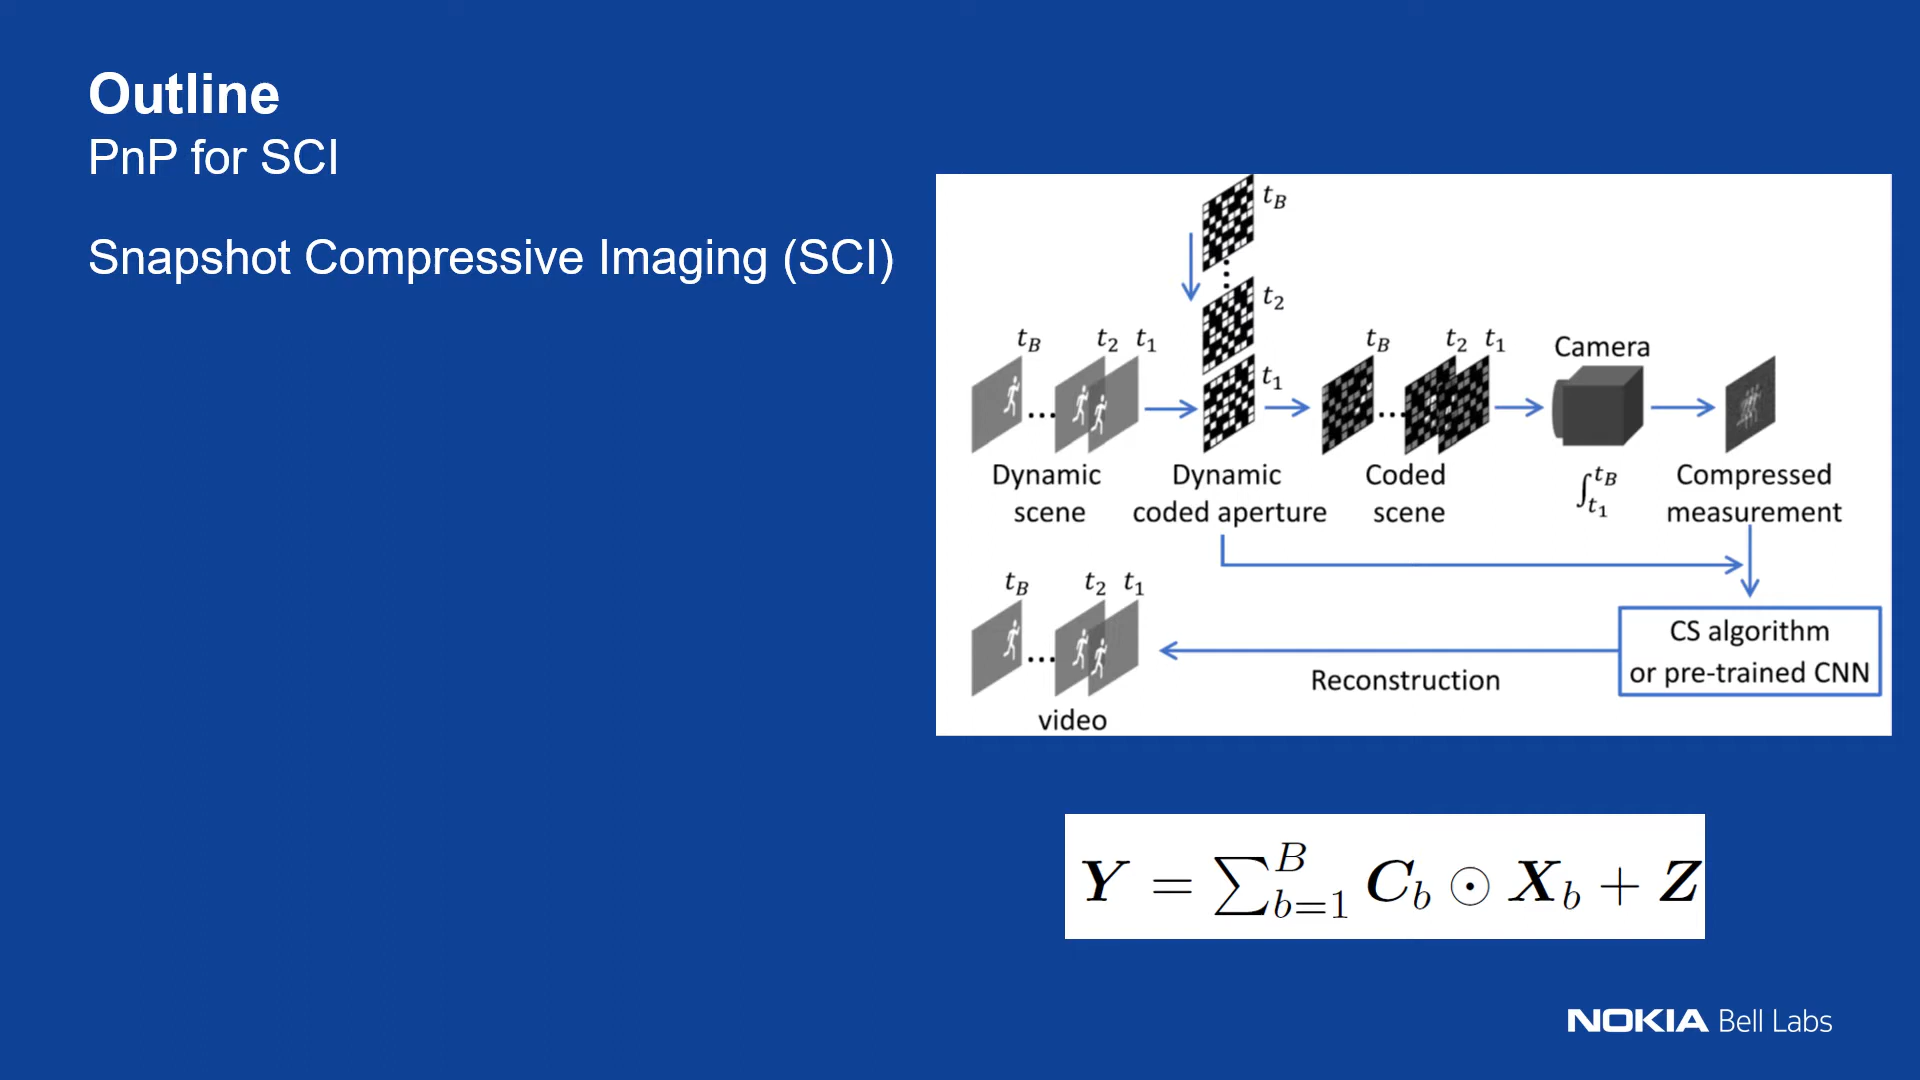 Outline
PnP for SCI
Snapshot Compressive Imaging (SCI)
t_B
t_2
t_1
t_B t_2 t_1
t_B t_2 t_1
Camera
Dynamic scene
Dynamic coded aperture
Coded scene
∫_{t_1}^{t_B}
Compressed measurement
t_B t_2 t_1
CS algorithm
or pre-trained CNN
Reconstruction
video
Y = ∑_{b=1}^{B} C_b ⊙ X_b + Z
NOKIA Bell Labs